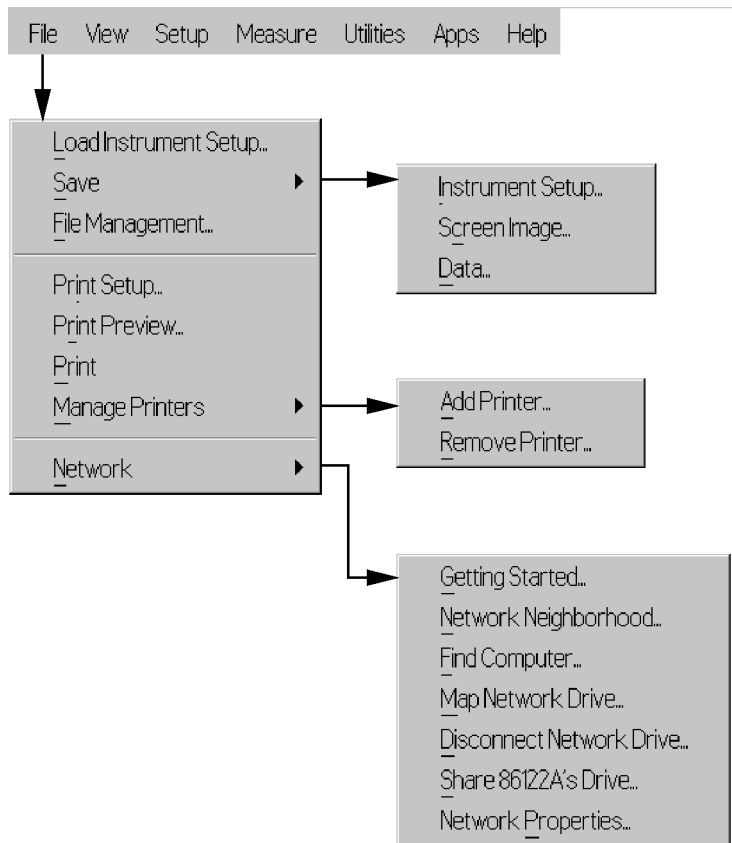 File View Setup Measure Utilities Apps Help
Load Instrument Setup...
Save
File Management...
Print Setup...
Print Preview...
Print
Manage Printers
Network
Instrument Setup...
Screen Image...
Data...
Add Printer...
Remove Printer...
Getting Started...
Network Neighborhood...
Find Computer...
Map Network Drive...
Disconnect Network Drive...
Share 86122A's Drive...
Network Properties...